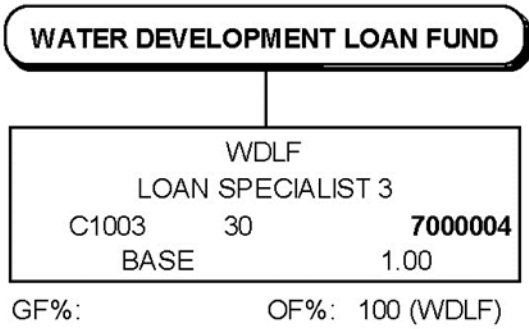 WATER DEVELOPMENT LOAN FUND
WDLF
LOAN SPECIALIST 3
C1003 30 7000004
BASE 1.00
GF%: OF%: 100 (WDLF)